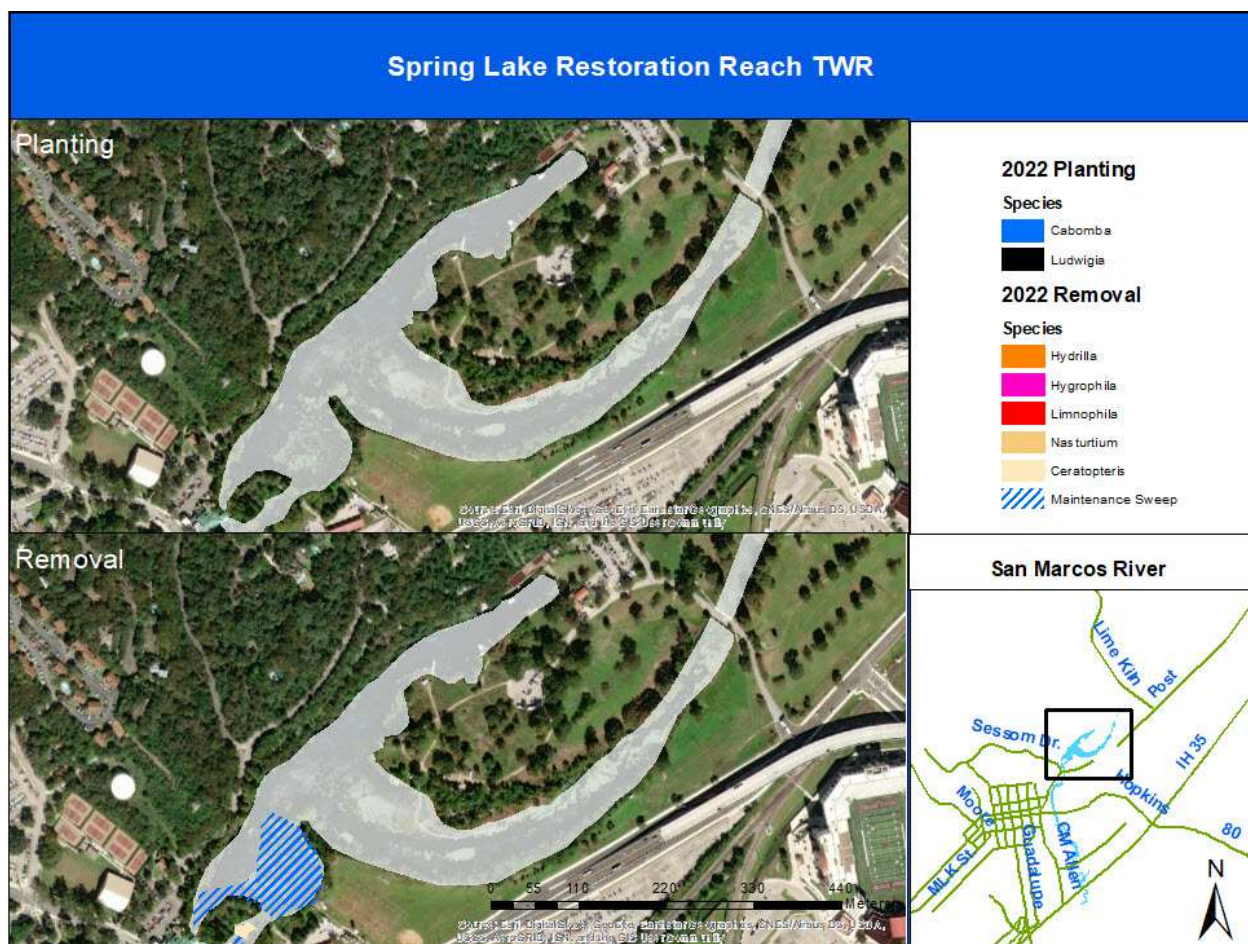 Spring Lake Restoration Reach TWR
Planting
2022 Planting
Species
Cabomba
Ludwigia
2022 Removal
Species
Hydrilla
Hygrophila
Limnophila
Nasturtium
Ceratopteris
Maintenance Sweep
Removal
0 55 110 220 330 440
Meters
San Marcos River
Lime Kiln
Post
Sessom Dr.
IH 35
Hopkins
Moore
80
MLK St.
Guadalupe
CM Allen
N